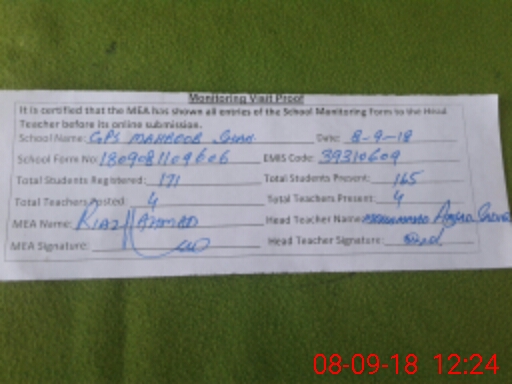 Monitoring Visit Proof
It is certified that the MEA has shown all entries of the School Monitoring Form to the Head
Teacher before its online submission.
School Name: GPS MAHBOOB SHAH Date: 8-9-18
School Form No: 180908109606 EMIS Code: 39310609
Total Students Registered: 171 Total Students Present: 165
Total Teachers Posted: 4 Total Teachers Present: 4
MEA Name: RIAZ AHMAD Head Teacher Name: MUHAMMAD
MEA Signature: Head Teacher Signature:
08-09-18 12:24